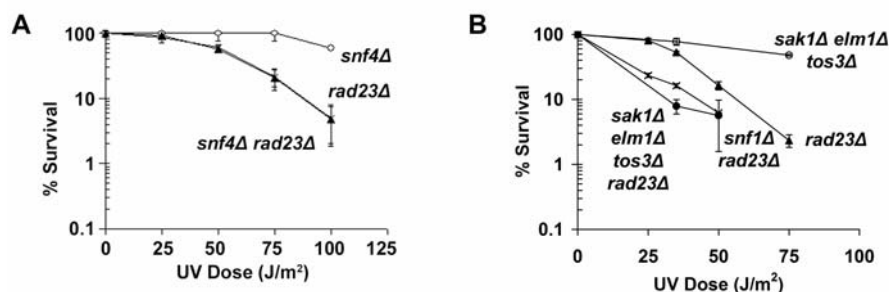 A
% Survival
100
10
1
0.1
0
25
50
75
100
125
UV Dose (J/m²)
snf4Δ
rad23Δ
snf4Δ rad23Δ
B
% Survival
100
10
1
0.1
0
25
50
75
100
UV Dose (J/m²)
sak1Δ elm1Δ
tos3Δ
rad23Δ
snf1Δ
rad23Δ
sak1Δ
elm1Δ
tos3Δ
rad23Δ